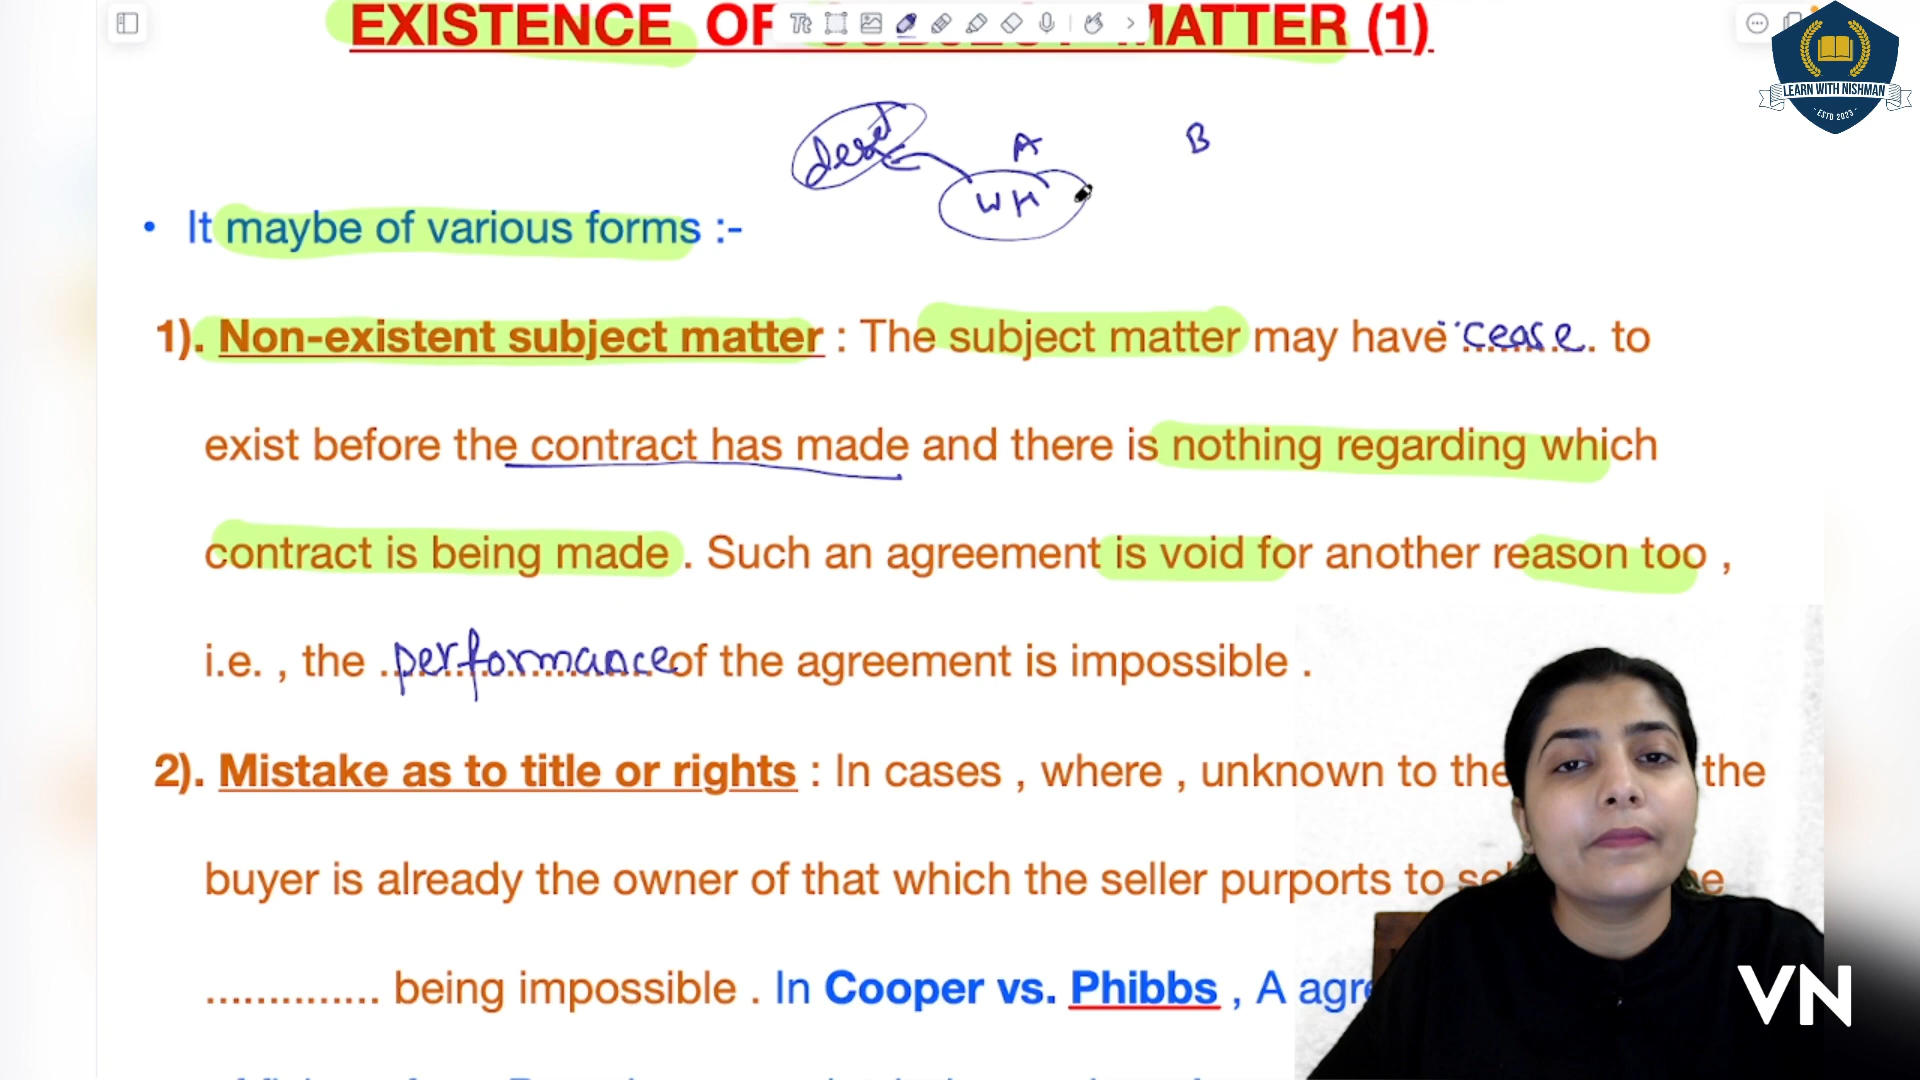 EXISTENCE OF SUBJECT MATTER (1)
LEARN WITH NISHMAN
ESTD 2023
A
B
WH
• It maybe of various forms :-
1). Non-existent subject matter : The subject matter may have cease to
exist before the contract has made and there is nothing regarding which
contract is being made . Such an agreement is void for another reason too ,
i.e. , the performance of the agreement is impossible .
2). Mistake as to title or rights : In cases , where , unknown to the the
buyer is already the owner of that which the seller purports to
.............. being impossible . In Cooper vs. Phibbs , A
VN